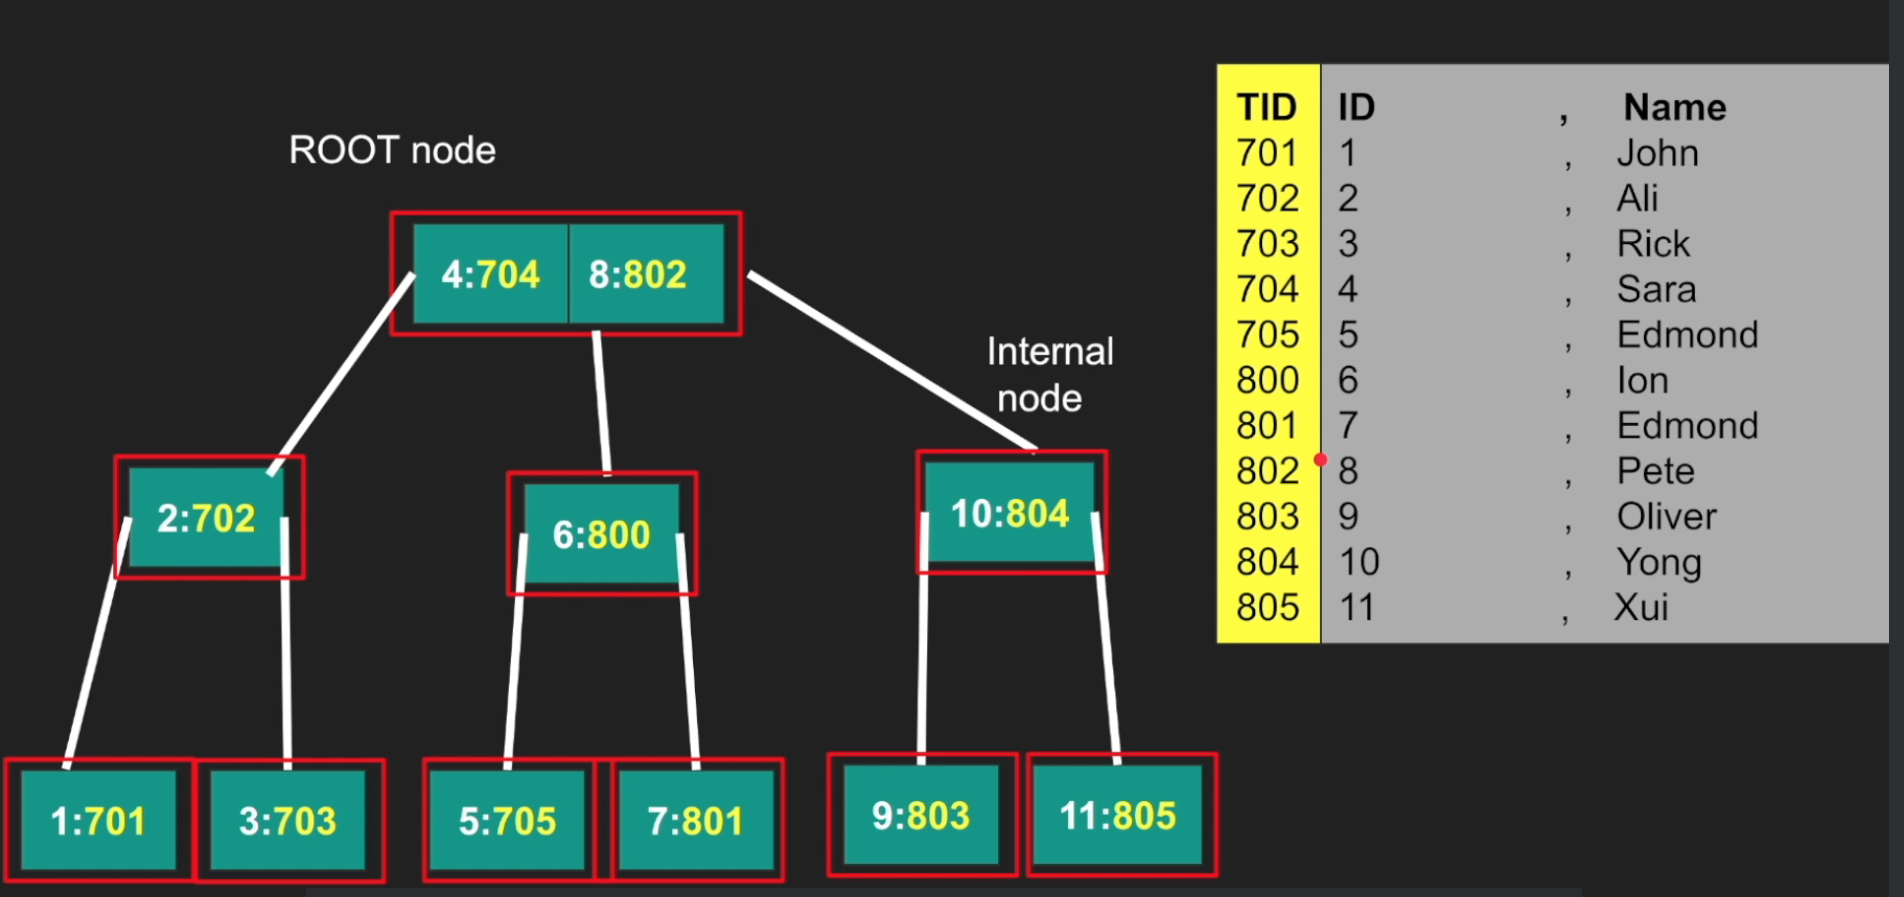 ROOT node
4:704 8:802
Internal
node
2:702
6:800
10:804
1:701
3:703
5:705
7:801
9:803
11:805
TID ID , Name
701 1 , John
702 2 , Ali
703 3 , Rick
704 4 , Sara
705 5 , Edmond
800 6 , Ion
801 7 , Edmond
802 8 , Pete
803 9 , Oliver
804 10 , Yong
805 11 , Xui